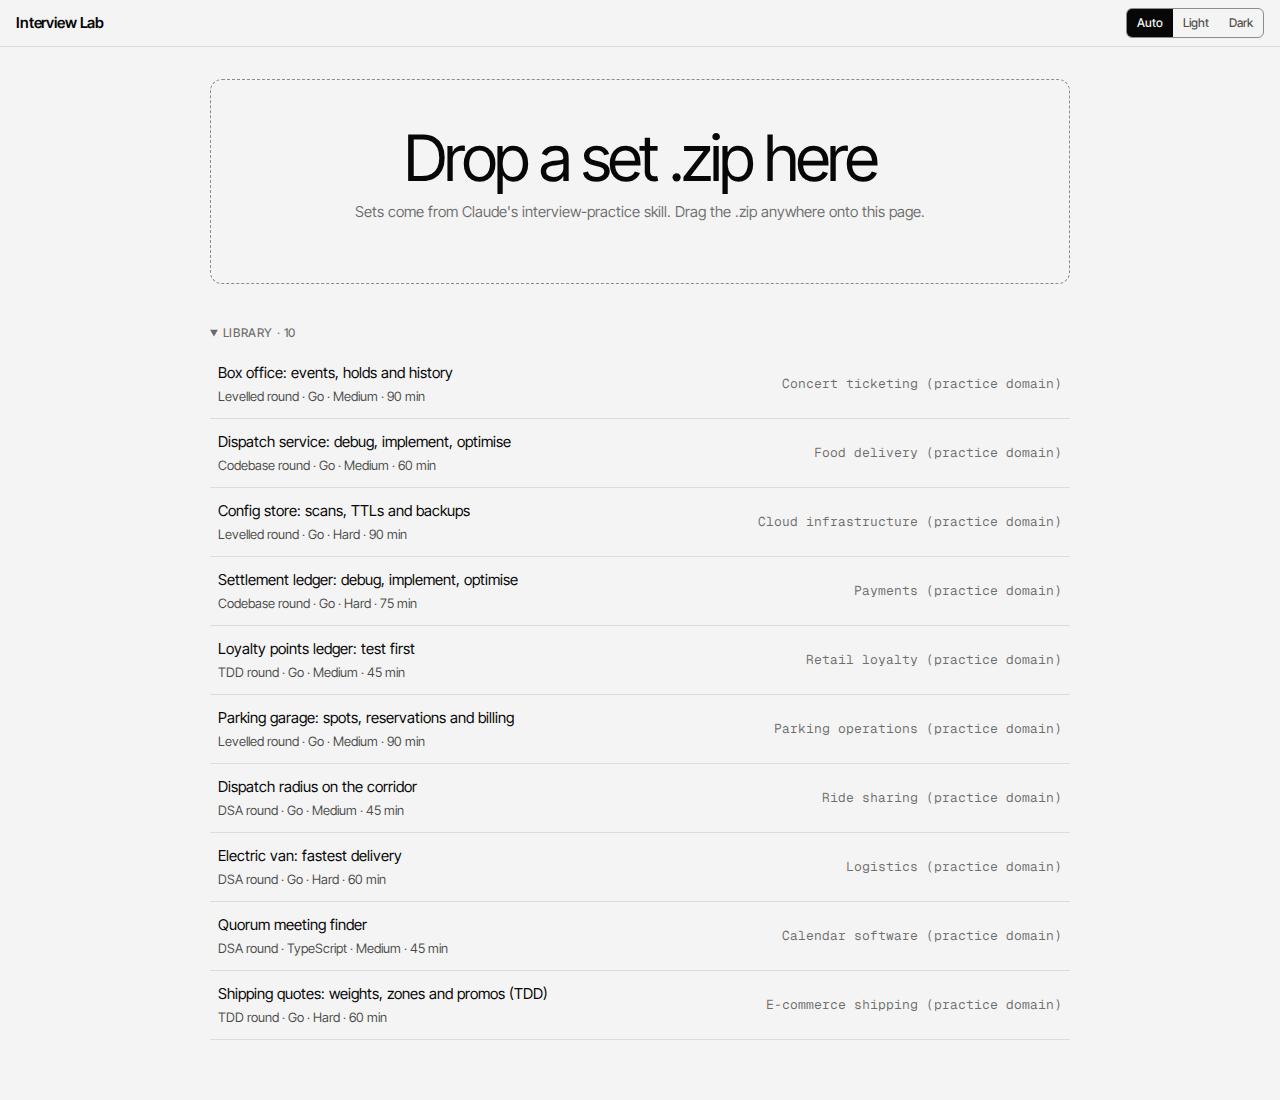 Interview Lab
Auto Light Dark
Drop a set .zip here
Sets come from Claude's interview-practice skill. Drag the .zip anywhere onto this page.
▼ LIBRARY · 10
Box office: events, holds and history
Levelled round · Go · Medium · 90 min
Concert ticketing (practice domain)
Dispatch service: debug, implement, optimise
Codebase round · Go · Medium · 60 min
Food delivery (practice domain)
Config store: scans, TTLs and backups
Levelled round · Go · Hard · 90 min
Cloud infrastructure (practice domain)
Settlement ledger: debug, implement, optimise
Codebase round · Go · Hard · 75 min
Payments (practice domain)
Loyalty points ledger: test first
TDD round · Go · Medium · 45 min
Retail loyalty (practice domain)
Parking garage: spots, reservations and billing
Levelled round · Go · Medium · 90 min
Parking operations (practice domain)
Dispatch radius on the corridor
DSA round · Go · Medium · 45 min
Ride sharing (practice domain)
Electric van: fastest delivery
DSA round · Go · Hard · 60 min
Logistics (practice domain)
Quorum meeting finder
DSA round · TypeScript · Medium · 45 min
Calendar software (practice domain)
Shipping quotes: weights, zones and promos (TDD)
TDD round · Go · Hard · 60 min
E-commerce shipping (practice domain)